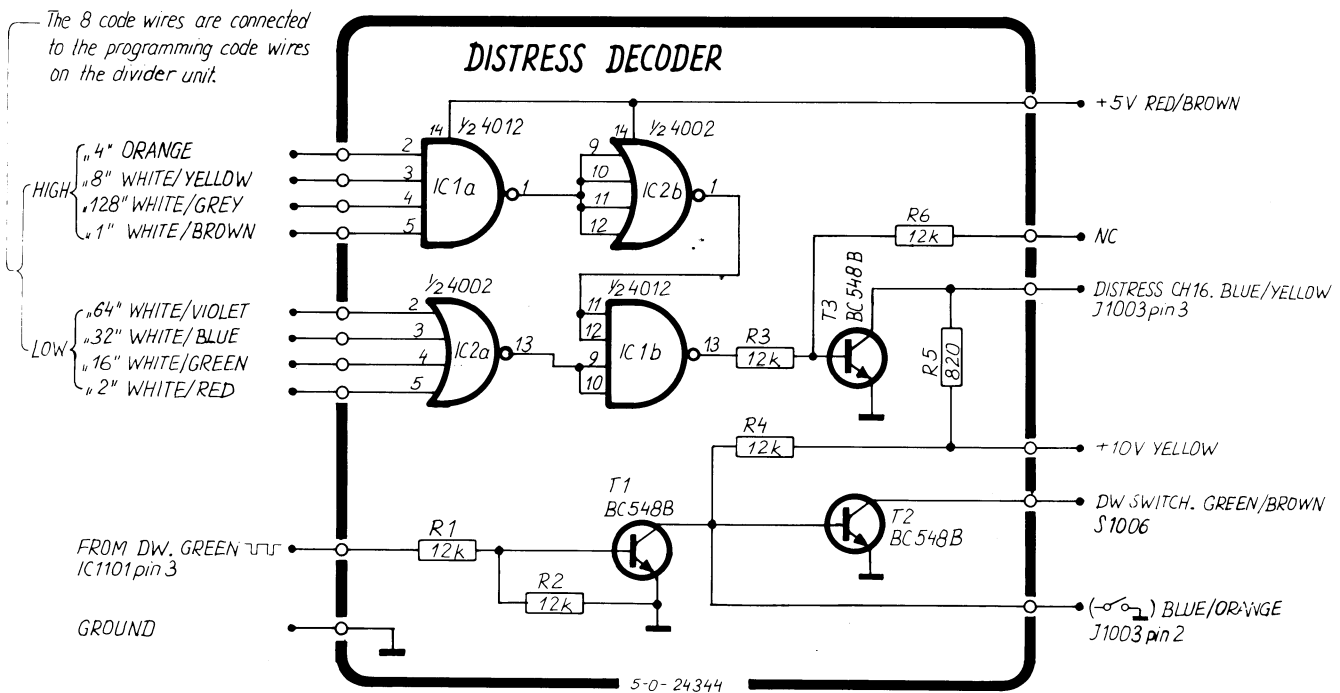 The 8 code wires are connected
to the programming code wires
on the divider unit.
DISTRESS DECODER
+5V RED/BROWN
14
1/2 4012
14
1/2 4002
HIGH
„4" ORANGE
„8" WHITE/YELLOW
„128" WHITE/GREY
„1" WHITE/BROWN
2
3
4
5
IC1a
1
9
10
11
12
IC2b
1
R6
12k
NC
LOW
„64" WHITE/VIOLET
„32" WHITE/BLUE
„16" WHITE/GREEN
„2" WHITE/RED
1/2 4002
2
3
4
5
IC2a
13
1/2 4012
11
12
9
10
IC1b
13
R3
12k
T3
BC548B
DISTRESS CH16. BLUE/YELLOW
J1003 pin 3
R5
820
R4
12k
+10V YELLOW
T1
BC548B
T2
BC548B
DW SWITCH. GREEN/BROWN
S1006
FROM DW. GREEN
IC1101 pin 3
R1
12k
R2
12k
( ) BLUE/ORANGE
J1003 pin 2
GROUND
5-0-24344